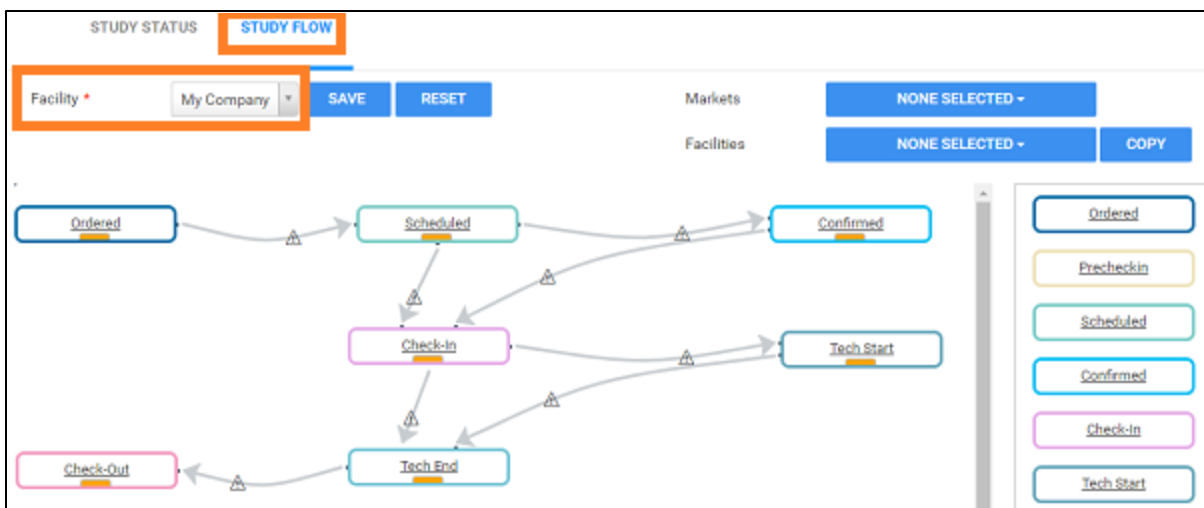 STUDY STATUS STUDY FLOW
Facility * My Company SAVE RESET Markets NONE SELECTED
Facilities NONE SELECTED COPY
Ordered Scheduled Confirmed
Check-In Tech Start
Check-Out Tech End
Ordered
Precheckin
Scheduled
Confirmed
Check-In
Tech Start